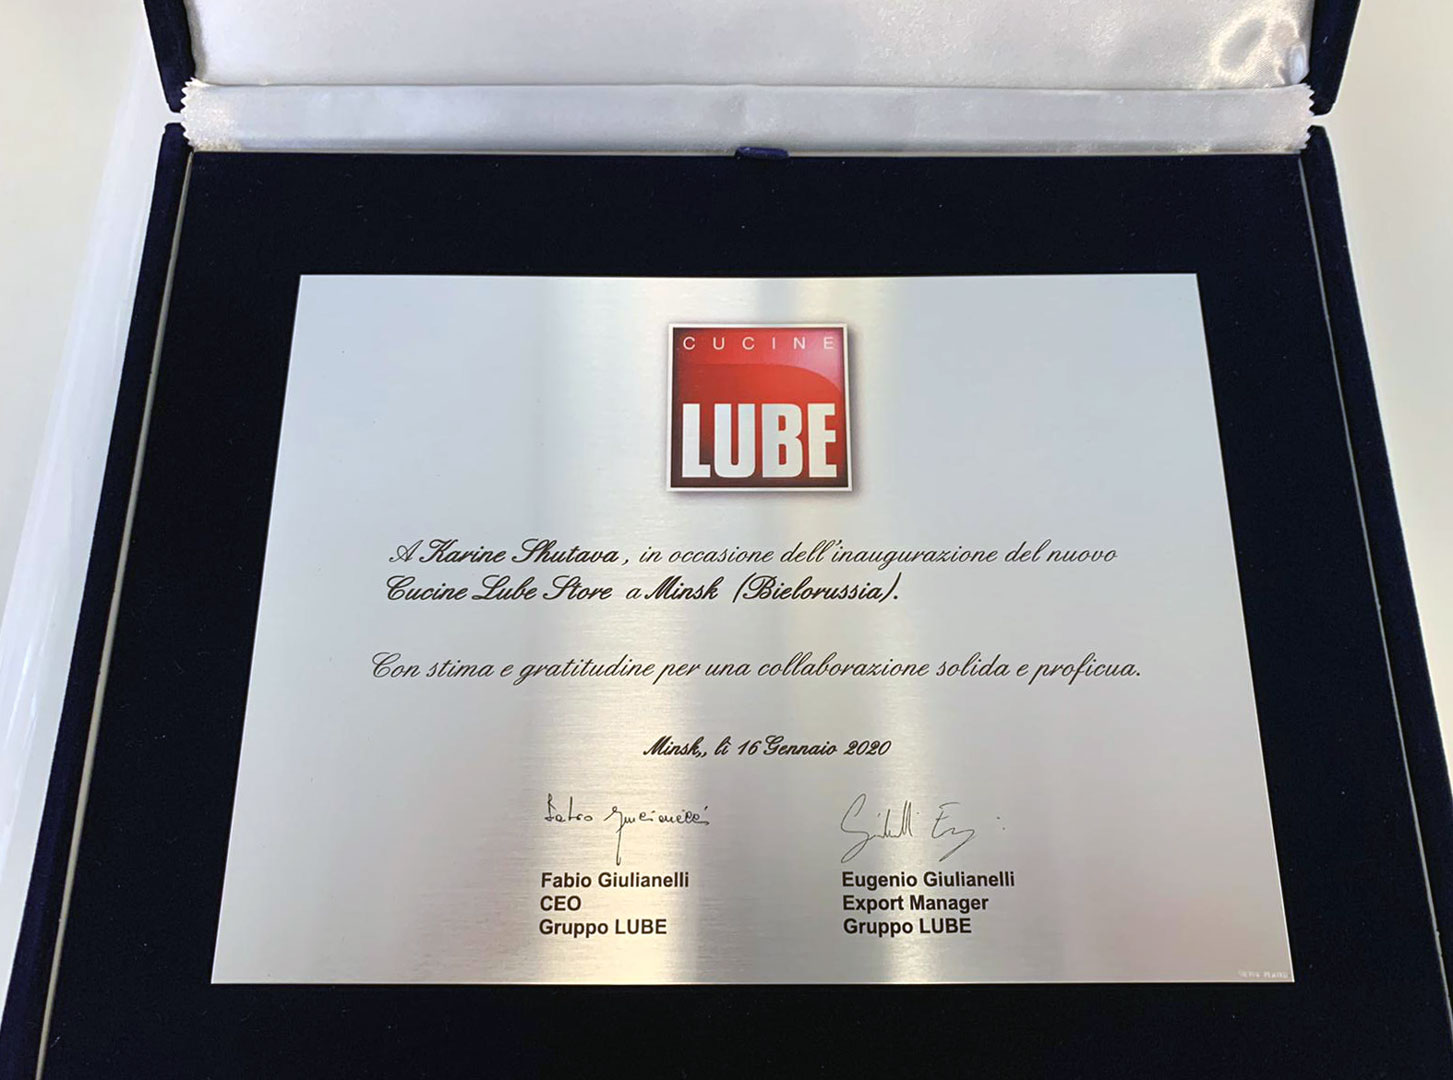 CUCINE
LUBE
A Karine Shutava, in occasione dell'inaugurazione del nuovo
Cucine Lube Store a Minsk (Bielorussia).
Con stima e gratitudine per una collaborazione solida e proficua.
Minsk,, lì 16 Gennaio 2020
Fabio Giulianelli
CEO
Gruppo LUBE
Eugenio Giulianelli
Export Manager
Gruppo LUBE